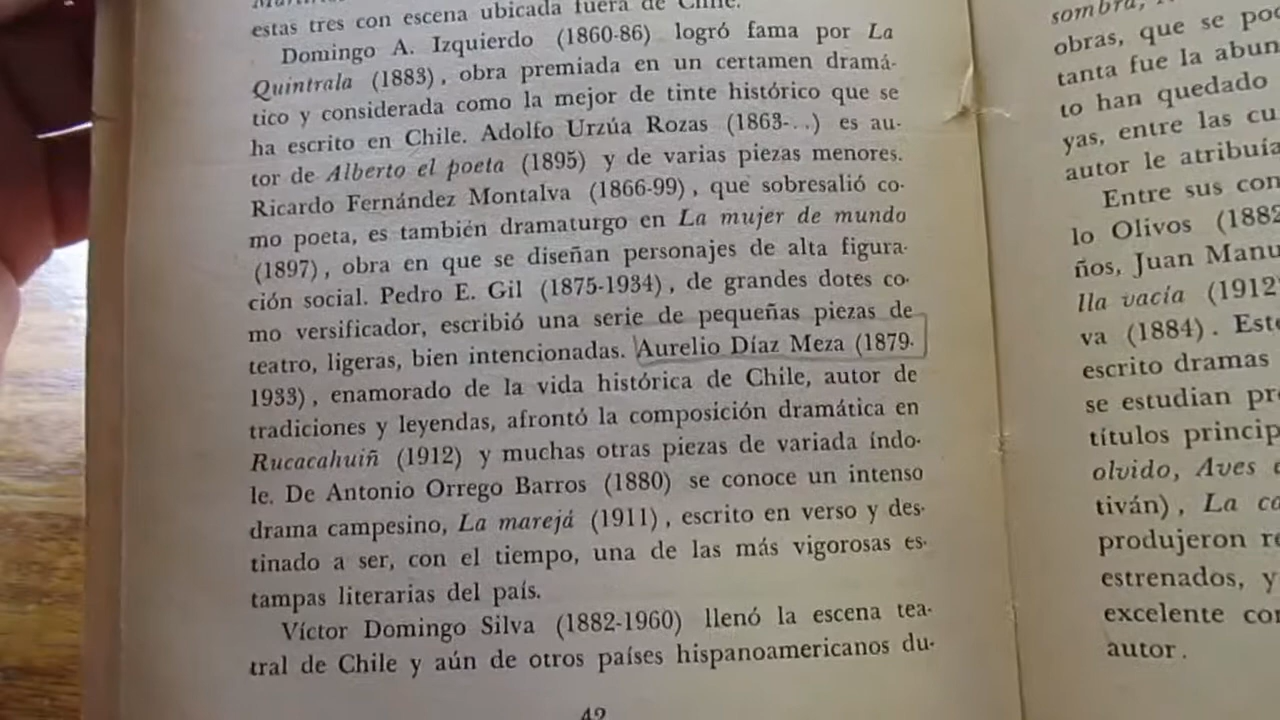 estas tres con escena ubicada fuera de Chile.
Domingo A. Izquierdo (1860-86) logró fama por La
Quintrala (1883), obra premiada en un certamen dramá-
tico y considerada como la mejor de tinte histórico que se
ha escrito en Chile. Adolfo Urzúa Rozas (1863-..) es au-
tor de Alberto el poeta (1895) y de varias piezas menores.
Ricardo Fernández Montalva (1866-99), que sobresalió co-
mo poeta, es también dramaturgo en La mujer de mundo
(1897), obra en que se diseñan personajes de alta figura-
ción social. Pedro E. Gil (1875-1934), de grandes dotes co-
mo versificador, escribió una serie de pequeñas piezas de
teatro, ligeras, bien intencionadas. Aurelio Díaz Meza (1879-
1933), enamorado de la vida histórica de Chile, autor de
tradiciones y leyendas, afrontó la composición dramática en
Rucacahuiñ (1912) y muchas otras piezas de variada índo-
le. De Antonio Orrego Barros (1880) se conoce un intenso
drama campesino, La marejá (1911), escrito en verso y des-
tinado a ser, con el tiempo, una de las más vigorosas es-
tampas literarias del país.
Víctor Domingo Silva (1882-1960) llenó la escena tea-
tral de Chile y aún de otros países hispanoamericanos du-
42
sombra,
obras, que se
tanta fue la
to han quedado
yas, entre las
autor le atribuía
Entre sus
lo Olivos (1882
ños, Juan
lla vacía (1912
va (1884).
escrito dramas
se estudian
títulos
olvido, Aves
tiván), La
produjeron
estrenados, y
excelente
autor.